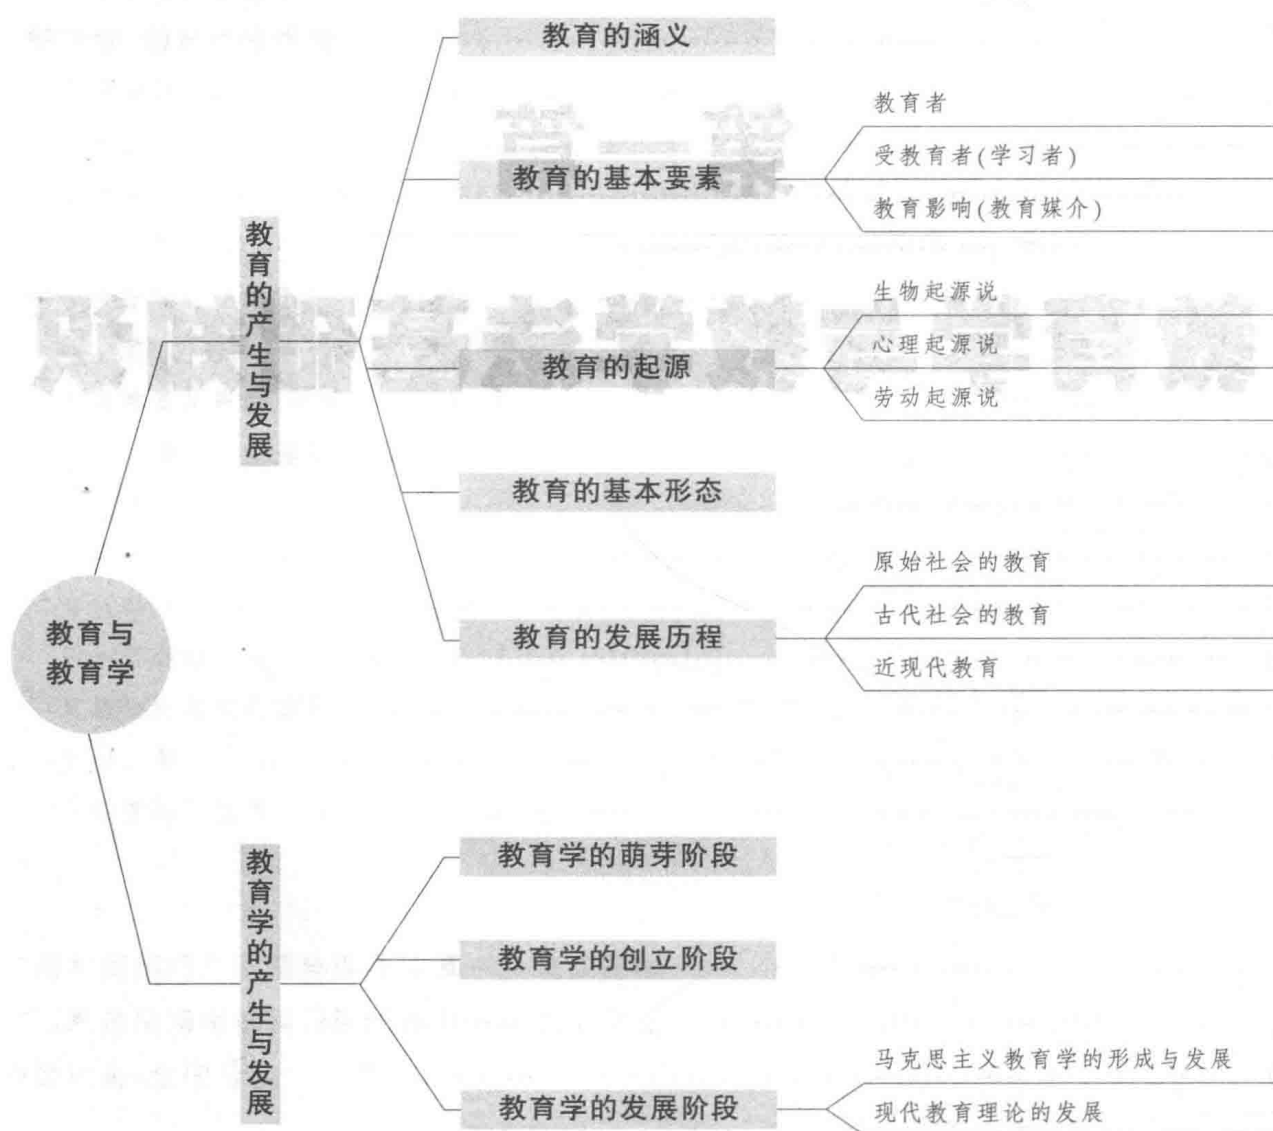 教育与
教育学
教育的产生与发展
教育的涵义
教育的基本要素
教育者
受教育者(学习者)
教育影响(教育媒介)
教育的起源
生物起源说
心理起源说
劳动起源说
教育的基本形态
教育的发展历程
原始社会的教育
古代社会的教育
近现代教育
教育学的产生与发展
教育学的萌芽阶段
教育学的创立阶段
教育学的发展阶段
马克思主义教育学的形成与发展
现代教育理论的发展